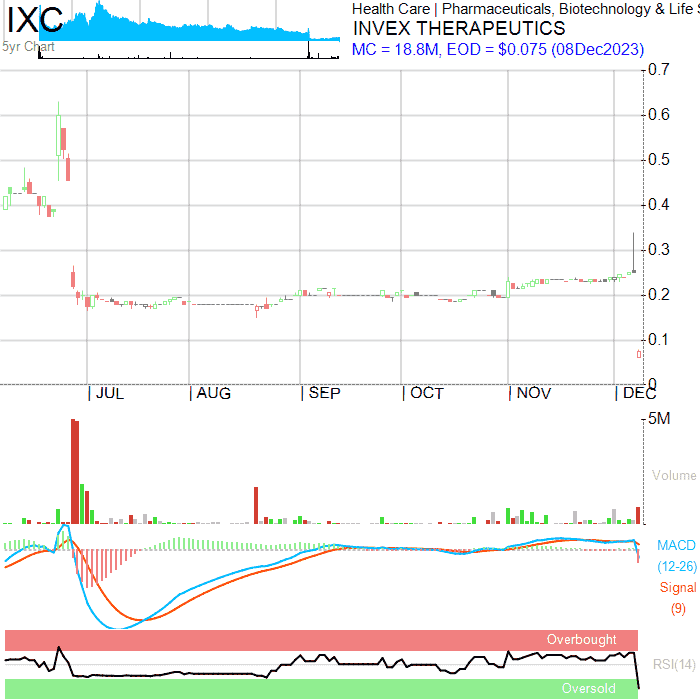 IXC
Health Care | Pharmaceuticals, Biotechnology & Life S
INVEX THERAPEUTICS
5yr Chart
MC = 18.8M, EOD = $0.075 (08Dec2023)
0.7
0.6
0.5
0.4
0.3
0.2
0.1
0
| JUL | AUG | SEP | OCT | NOV | DEC
5M
Volume
MACD
(12-26)
Signal
(9)
Overbought
RSI(14)
Oversold